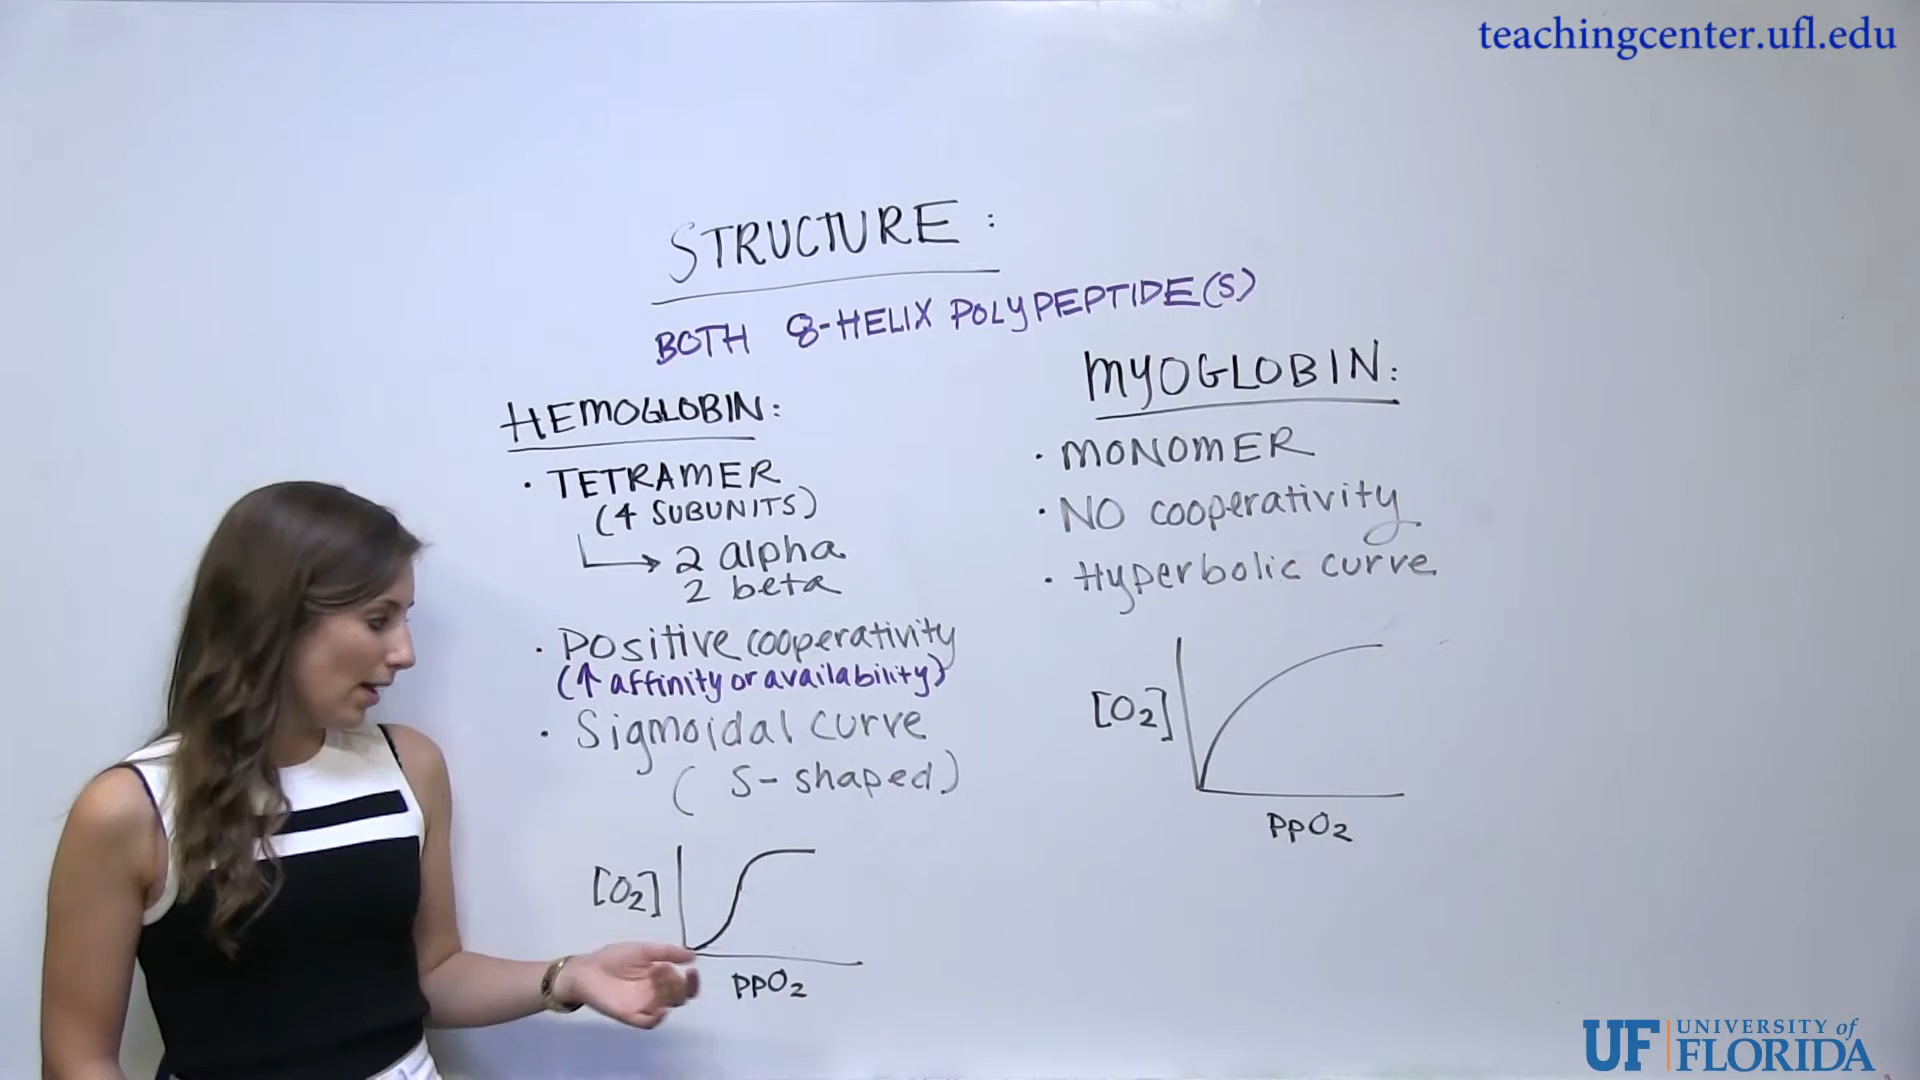 teachingcenter.ufl.edu
STRUCTURE:
BOTH 8-HELIX POLYPEPTIDE(S)
HEMOGLOBIN:
· TETRAMER
(4 SUBUNITS)
→ 2 alpha
2 beta
· Positive cooperativity
(↑ affinity or availability)
· Sigmoidal curve
(S-shaped)
[O2]
PPO2
MYOGLOBIN:
· MONOMER
· NO cooperativity
· Hyperbolic curve
[O2]
PpO2
UF UNIVERSITY of
FLORIDA